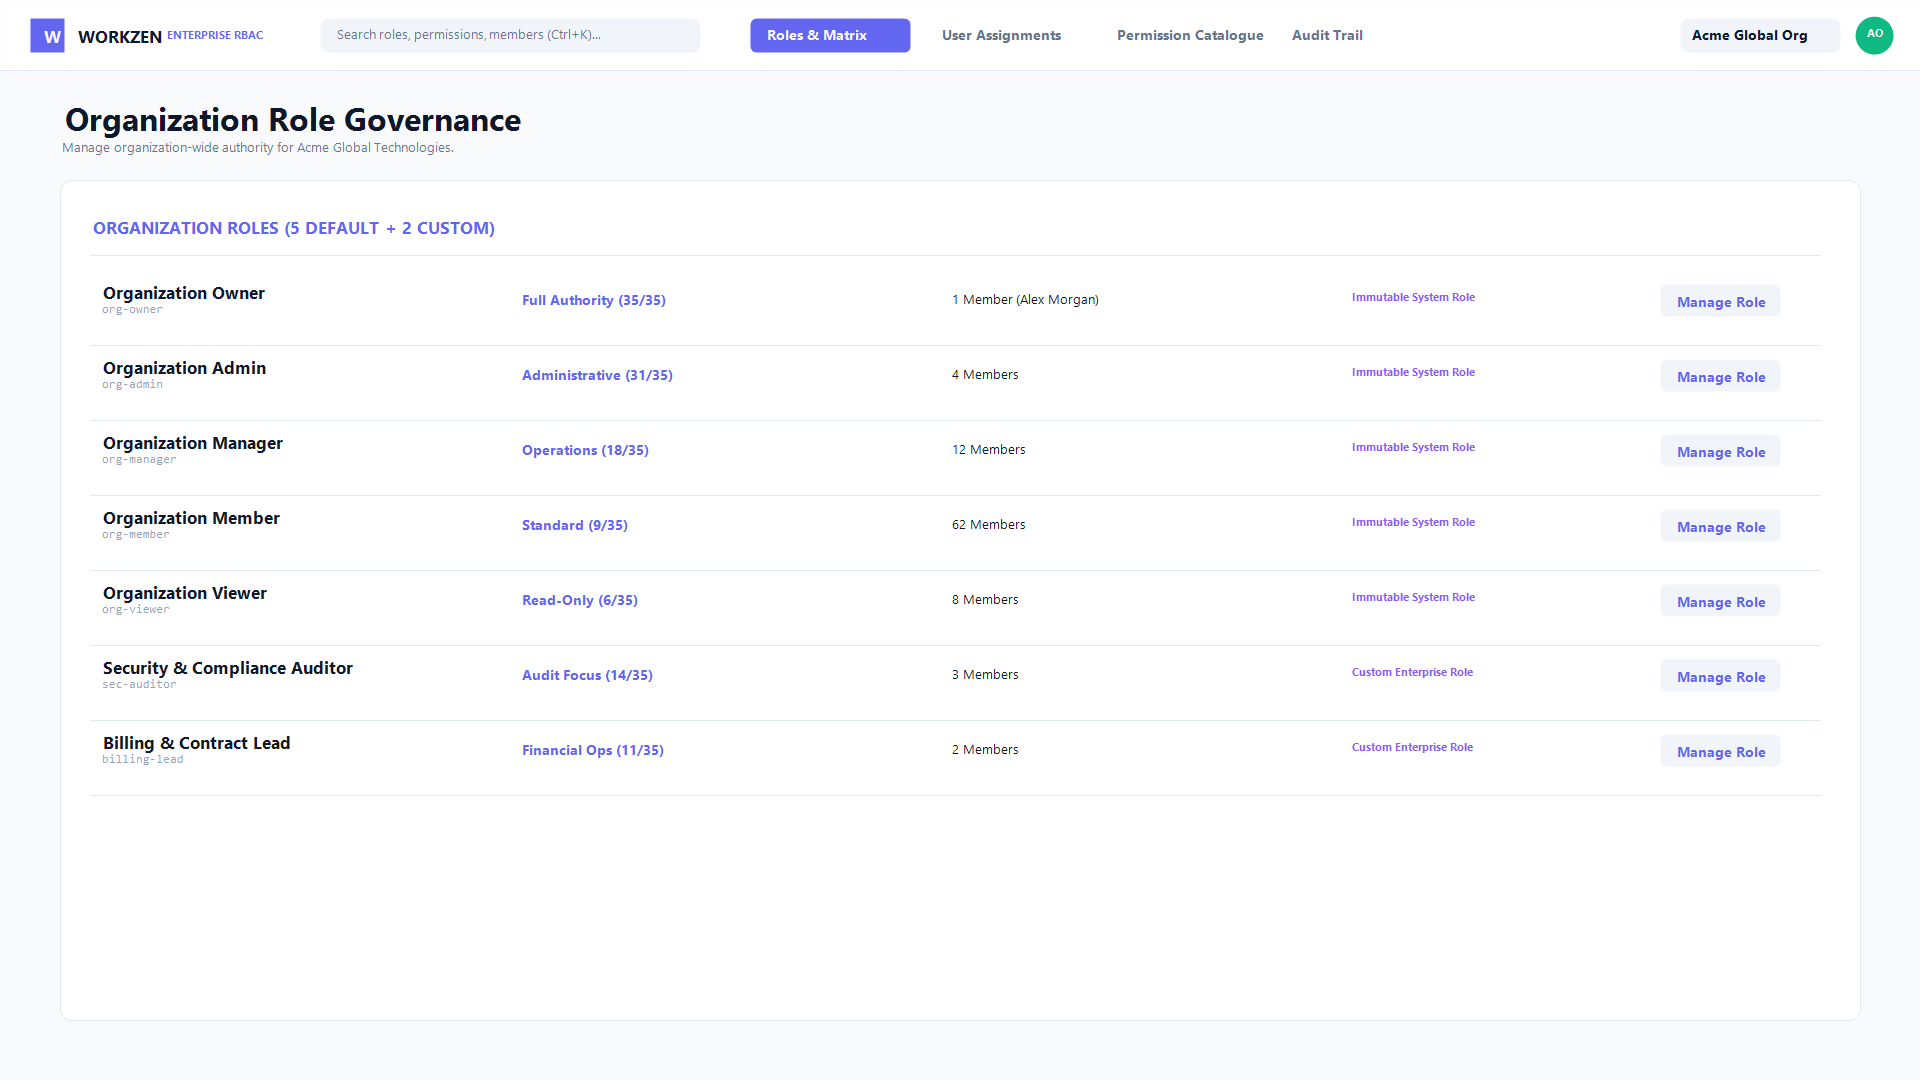 W WORKZEN ENTERPRISE RBAC Search roles, permissions, members (Ctrl+K)... Roles & Matrix User Assignments Permission Catalogue Audit Trail Acme Global Org AO
Organization Role Governance
Manage organization-wide authority for Acme Global Technologies.
ORGANIZATION ROLES (5 DEFAULT + 2 CUSTOM)
Organization Owner Full Authority (35/35) 1 Member (Alex Morgan) Immutable System Role Manage Role
org-owner
Organization Admin Administrative (31/35) 4 Members Immutable System Role Manage Role
org-admin
Organization Manager Operations (18/35) 12 Members Immutable System Role Manage Role
org-manager
Organization Member Standard (9/35) 62 Members Immutable System Role Manage Role
org-member
Organization Viewer Read-Only (6/35) 8 Members Immutable System Role Manage Role
org-viewer
Security & Compliance Auditor Audit Focus (14/35) 3 Members Custom Enterprise Role Manage Role
sec-auditor
Billing & Contract Lead Financial Ops (11/35) 2 Members Custom Enterprise Role Manage Role
billing-lead